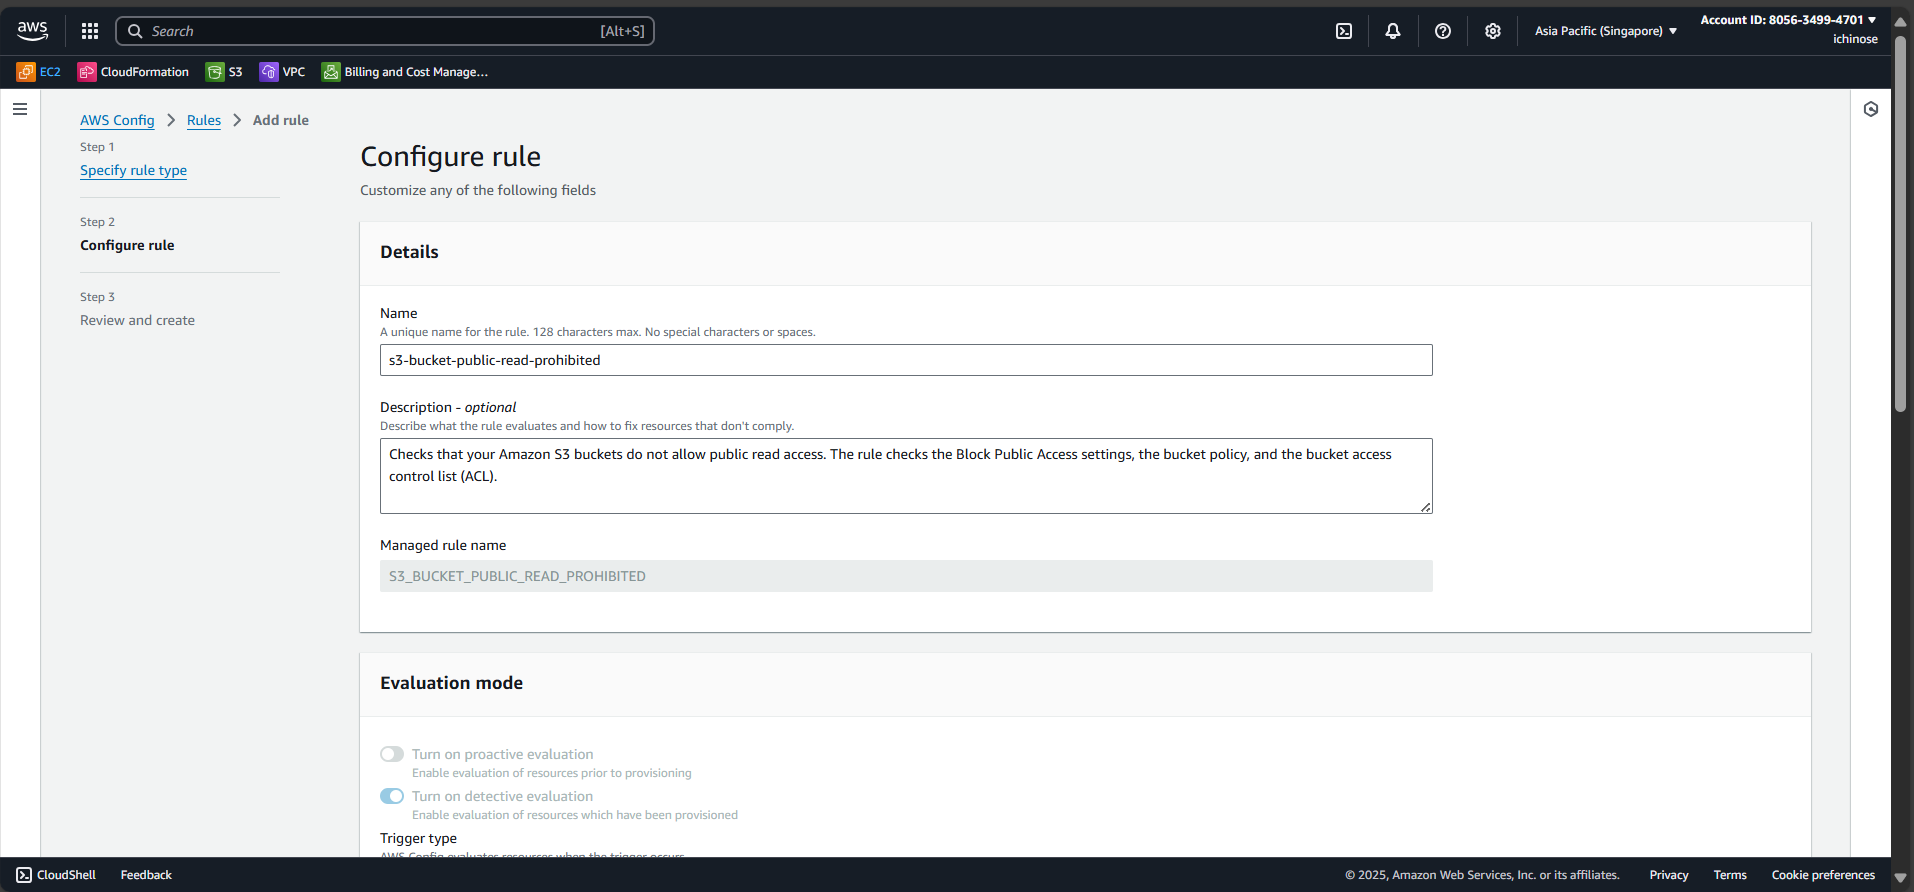 aws
Search
[Alt+S]
Asia Pacific (Singapore)
Account ID: 8056-3499-4701
ichinose
EC2
CloudFormation
S3
VPC
Billing and Cost Manage...
AWS Config
Rules
Add rule
Step 1
Specify rule type
Step 2
Configure rule
Step 3
Review and create
Configure rule
Customize any of the following fields
Details
Name
A unique name for the rule. 128 characters max. No special characters or spaces.
s3-bucket-public-read-prohibited
Description - optional
Describe what the rule evaluates and how to fix resources that don't comply.
Checks that your Amazon S3 buckets do not allow public read access. The rule checks the Block Public Access settings, the bucket policy, and the bucket access
control list (ACL).
Managed rule name
S3_BUCKET_PUBLIC_READ_PROHIBITED
Evaluation mode
Turn on proactive evaluation
Enable evaluation of resources prior to provisioning
Turn on detective evaluation
Enable evaluation of resources which have been provisioned
Trigger type
AWS Config evaluates resources when the trigger occurs.
CloudShell
Feedback
© 2025, Amazon Web Services, Inc. or its affiliates.
Privacy
Terms
Cookie preferences